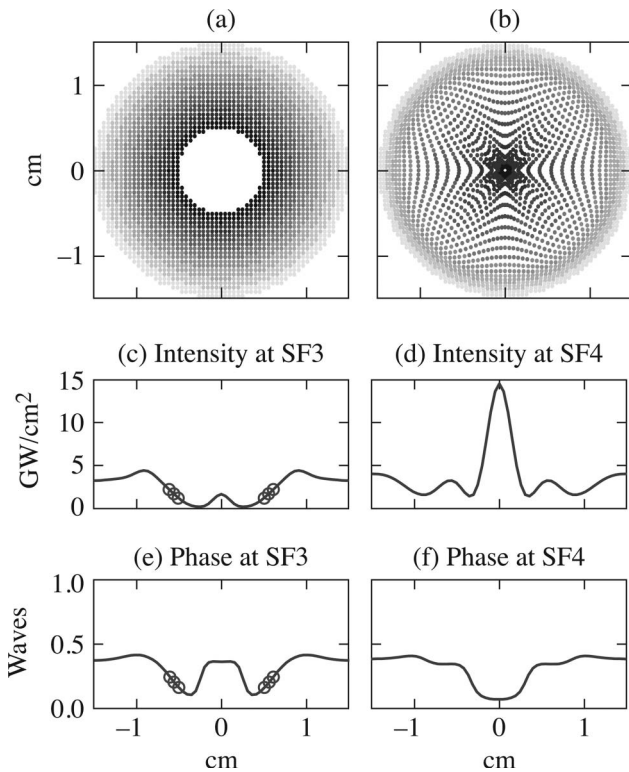 (a) (b)
1
0
−1
cm
(c) Intensity at SF3 (d) Intensity at SF4
15
10
5
0
GW/cm²
(e) Phase at SF3 (f) Phase at SF4
1.0
0.5
0.0
Waves
−1 0 1 −1 0 1
cm cm